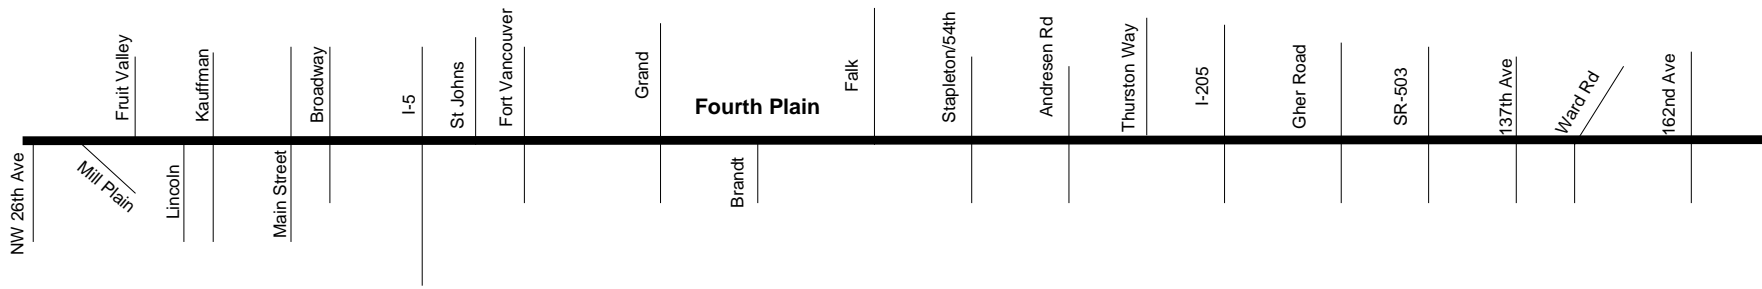 NW 26th Ave
Mill Plain
Fruit Valley
Lincoln
Kauffman
Main Street
Broadway
I-5
St Johns
Fort Vancouver
Grand
Fourth Plain
Brandt
Falk
Stapleton/54th
Andresen Rd
Thurston Way
I-205
Gher Road
SR-503
137th Ave
Ward Rd
162nd Ave